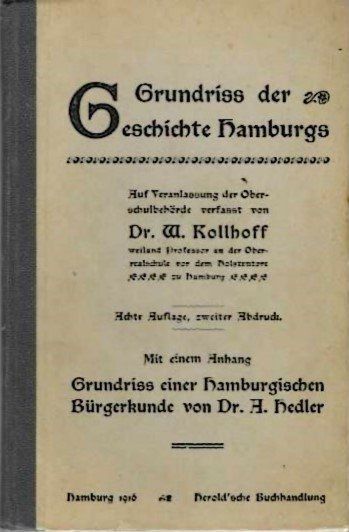 Grundriss der
Geschichte Hamburgs
Auf Veranlassung der Ober-
schulbehörde verfasst von
Dr. W. Kollhoff
weiland Professor an der Ober-
realschule vor dem Holstentore
zu Hamburg
Achte Auflage, zweiter Abdruck.
Mit einem Anhang
Grundriss einer Hamburgischen
Bürgerkunde von Dr. A. Hedler
Hamburg 1916 Herold'sche Buchhandlung